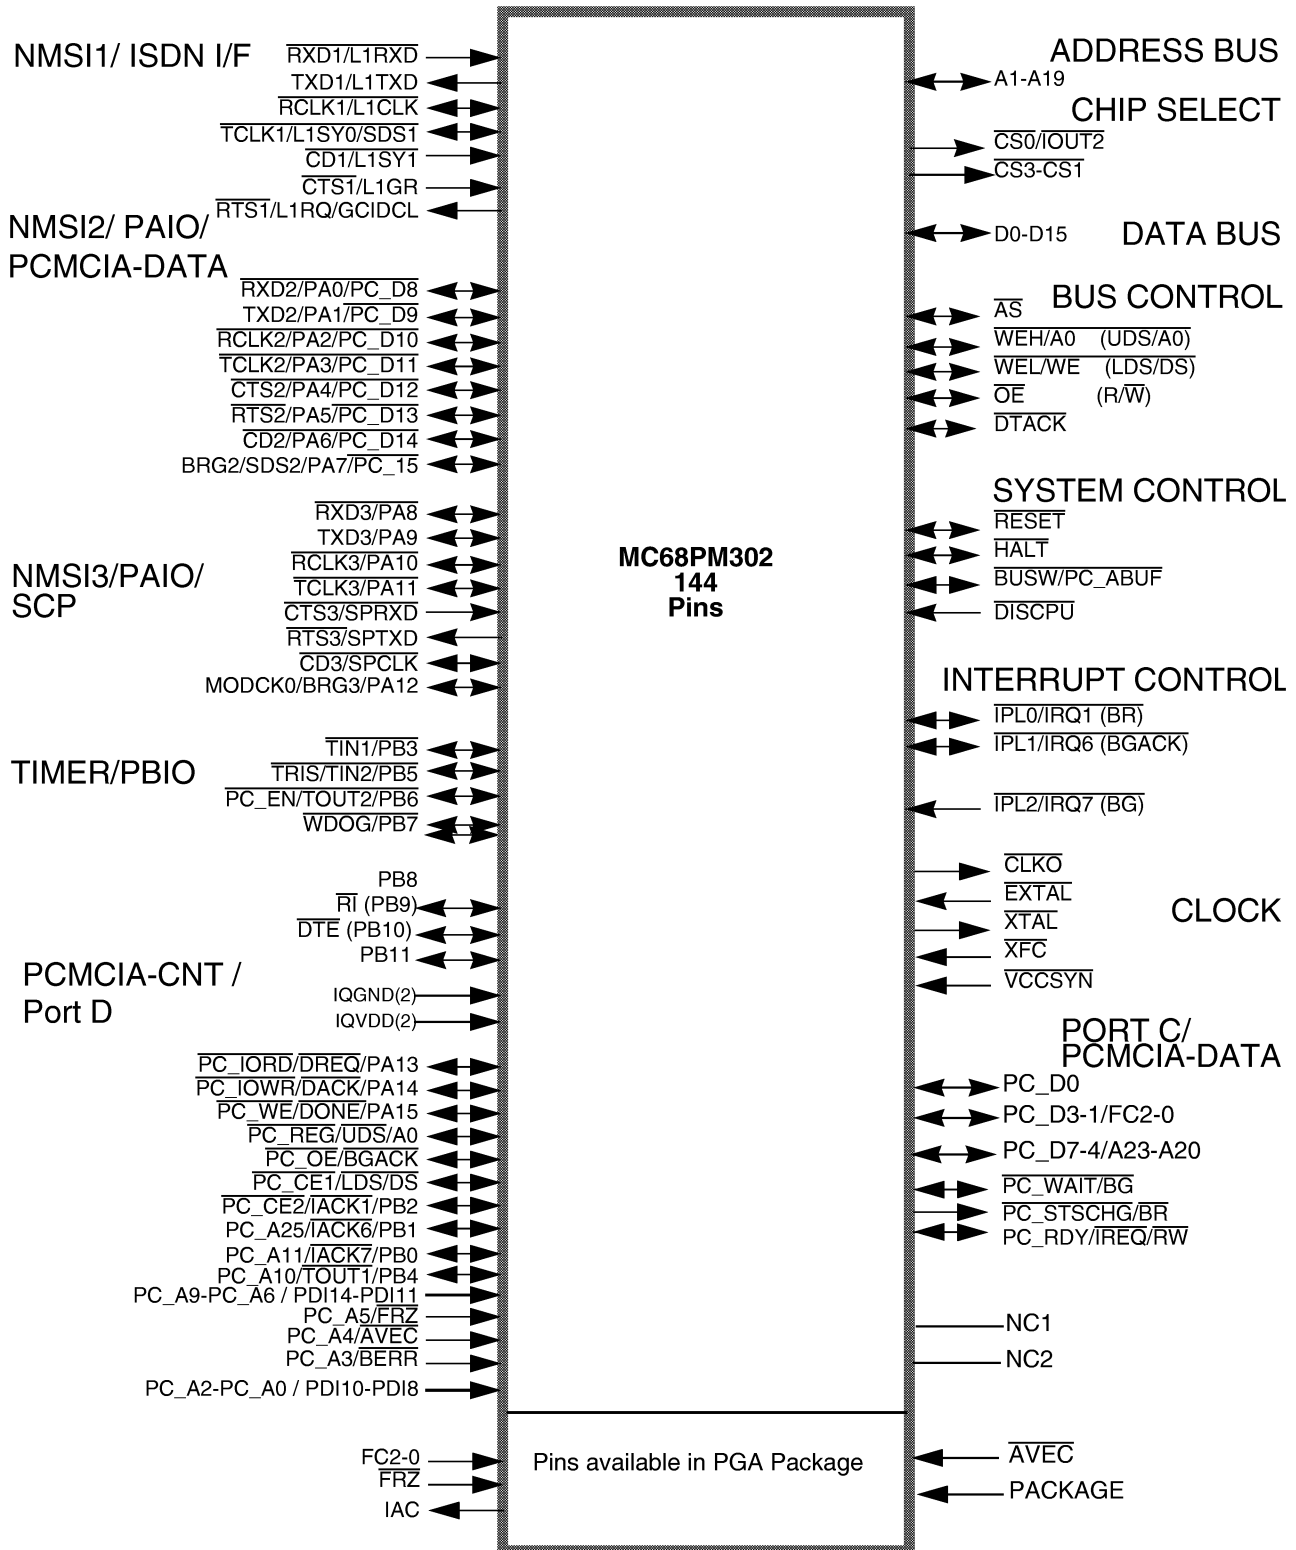 NMSI1/ ISDN I/F
RXD1/L1RXD
TXD1/L1TXD
RCLK1/L1CLK
TCLK1/L1SY0/SDS1
CD1/L1SY1
CTS1/L1GR
RTS1/L1RQ/GCIDCL
NMSI2/ PAIO/
PCMCIA-DATA
RXD2/PA0/PC_D8
TXD2/PA1/PC_D9
RCLK2/PA2/PC_D10
TCLK2/PA3/PC_D11
CTS2/PA4/PC_D12
RTS2/PA5/PC_D13
CD2/PA6/PC_D14
BRG2/SDS2/PA7/PC_15
NMSI3/PAIO/
SCP
RXD3/PA8
TXD3/PA9
RCLK3/PA10
TCLK3/PA11
CTS3/SPRXD
RTS3/SPTXD
CD3/SPCLK
MODCK0/BRG3/PA12
TIMER/PBIO
TIN1/PB3
TRIS/TIN2/PB5
PC_EN/TOUT2/PB6
WDOG/PB7
PB8
RI (PB9)
DTE (PB10)
PB11
PCMCIA-CNT /
Port D
IQGND(2)
IQVDD(2)
PC_IORD/DREQ/PA13
PC_IOWR/DACK/PA14
PC_WE/DONE/PA15
PC_REG/UDS/A0
PC_OE/BGACK
PC_CE1/LDS/DS
PC_CE2/IACK1/PB2
PC_A25/IACK6/PB1
PC_A11/IACK7/PB0
PC_A10/TOUT1/PB4
PC_A9-PC_A6 / PDI14-PDI11
PC_A5/FRZ
PC_A4/AVEC
PC_A3/BERR
PC_A2-PC_A0 / PDI10-PDI8
FC2-0
FRZ
IAC
MC68PM302
144
Pins
Pins available in PGA Package
ADDRESS BUS
A1-A19
CHIP SELECT
CS0/IOUT2
CS3-CS1
D0-D15
DATA BUS
BUS CONTROL
AS
WEH/A0 (UDS/A0)
WEL/WE (LDS/DS)
OE (R/W)
DTACK
SYSTEM CONTROL
RESET
HALT
BUSW/PC_ABUF
DISCPU
INTERRUPT CONTROL
IPL0/IRQ1 (BR)
IPL1/IRQ6 (BGACK)
IPL2/IRQ7 (BG)
CLKO
EXTAL
CLOCK
XTAL
XFC
VCCSYN
PORT C/
PCMCIA-DATA
PC_D0
PC_D3-1/FC2-0
PC_D7-4/A23-A20
PC_WAIT/BG
PC_STSCHG/BR
PC_RDY/IREQ/RW
NC1
NC2
AVEC
PACKAGE